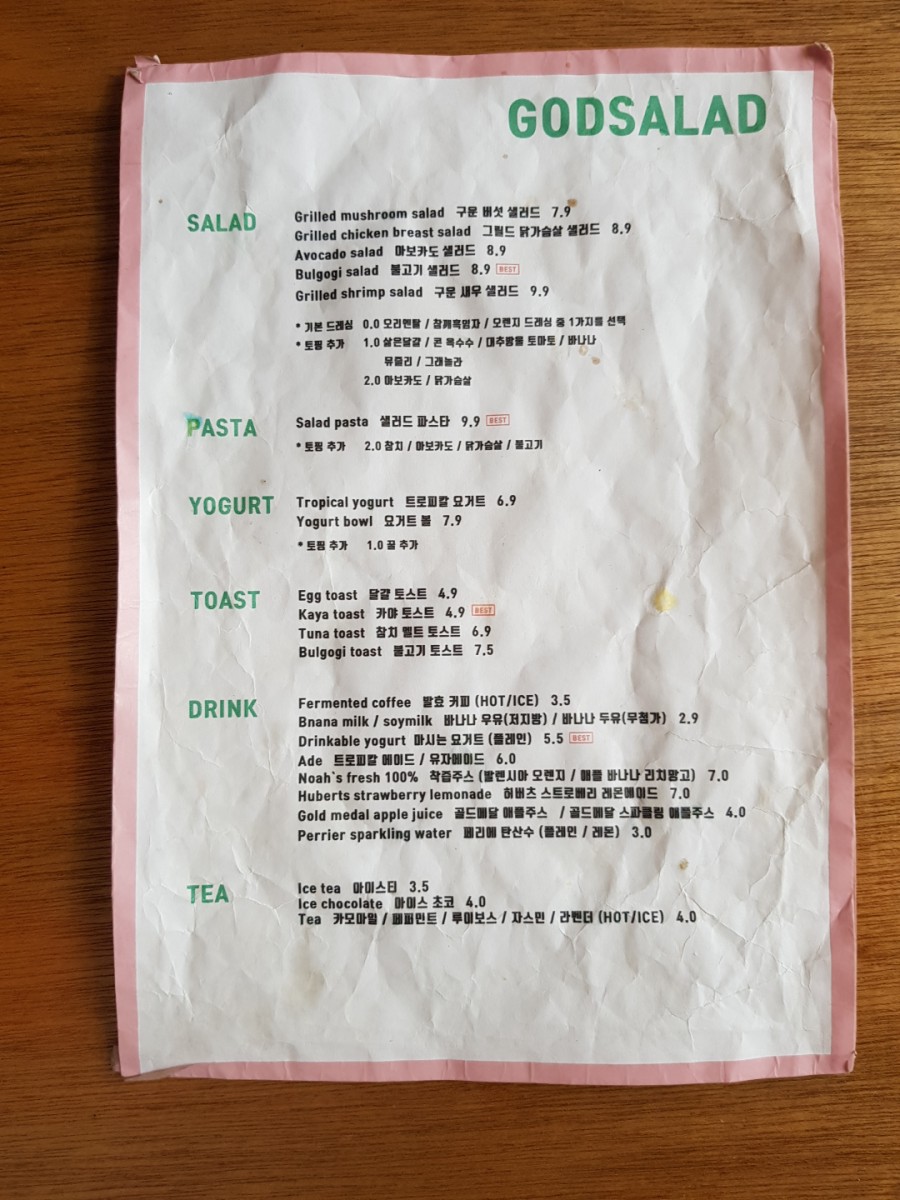 GODSALAD
SALAD
Grilled mushroom salad 구운 버섯 샐러드 7.9
Grilled chicken breast salad 그릴드 닭가슴살 샐러드 8.9
Avocado salad 아보카도 샐러드 8.9
Bulgogi salad 불고기 샐러드 8.9 BEST
Grilled shrimp salad 구운 새우 샐러드 9.9
* 기본 드레싱 0.0 오리엔탈 / 참깨흑임자 / 오렌지 드레싱 중 1가지를 선택
* 토핑 추가 1.0 삶은달걀 / 콘 옥수수 / 대추방울 토마토 / 바나나
뮤즐리 / 그래놀라
2.0 아보카도 / 닭가슴살
PASTA
Salad pasta 샐러드 파스타 9.9 BEST
* 토핑 추가 2.0 참치 / 아보카도 / 닭가슴살 / 불고기
YOGURT
Tropical yogurt 트로피칼 요거트 6.9
Yogurt bowl 요거트 볼 7.9
* 토핑 추가 1.0 꿀 추가
TOAST
Egg toast 달걀 토스트 4.9
Kaya toast 카야 토스트 4.9 BEST
Tuna toast 참치 멜트 토스트 6.9
Bulgogi toast 불고기 토스트 7.5
DRINK
Fermented coffee 발효 커피 (HOT/ICE) 3.5
Bnana milk / soymilk 바나나 우유(저지방) / 바나나 두유(무첨가) 2.9
Drinkable yogurt 마시는 요거트 (플레인) 5.5 BEST
Ade 트로피칼 에이드 / 유자에이드 6.0
Noah`s fresh 100% 착즙주스 (발렌시아 오렌지 / 애플 바나나 리치망고) 7.0
Huberts strawberry lemonade 허버츠 스트로베리 레몬에이드 7.0
Gold medal apple juice 골드메달 애플주스 / 골드메달 스파클링 애플주스 4.0
Perrier sparkling water 페리에 탄산수 (플레인 / 레몬) 3.0
TEA
Ice tea 아이스티 3.5
Ice chocolate 아이스 초코 4.0
Tea 카모마일 / 페퍼민트 / 루이보스 / 자스민 / 라벤더 (HOT/ICE) 4.0